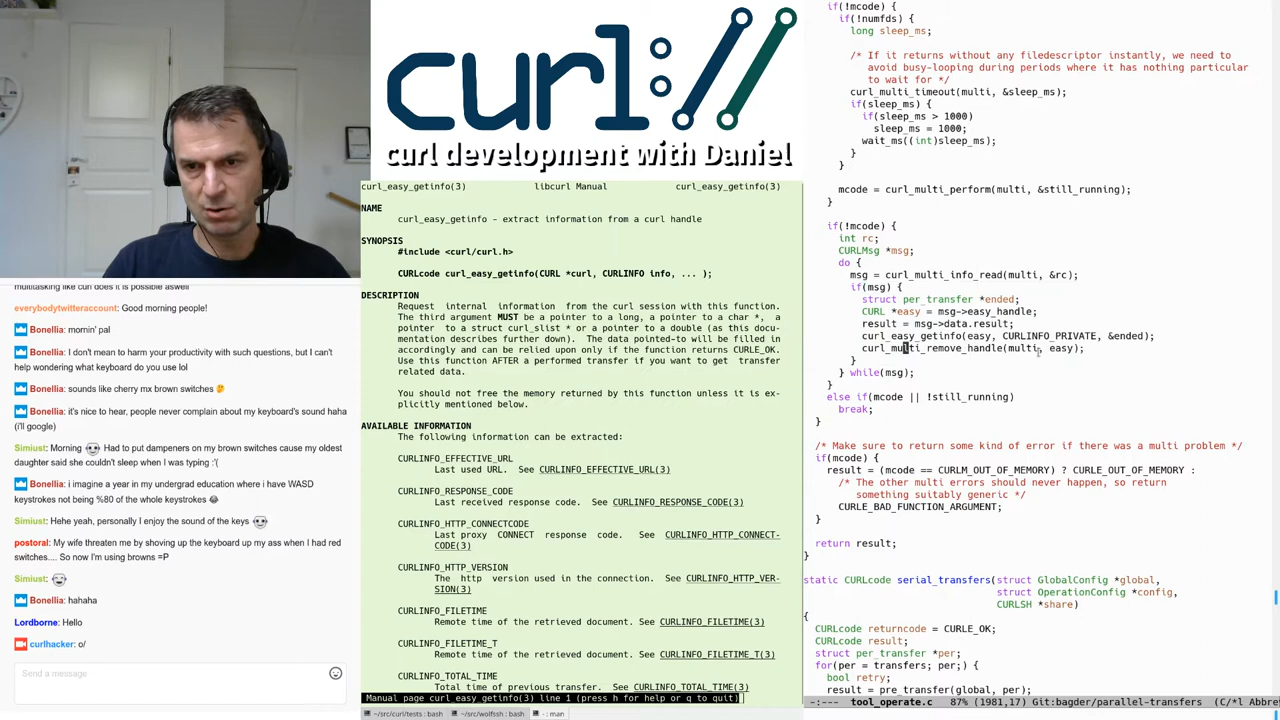 curl://
curl development with Daniel
multitasking like curl does it is possible aswell
everybodytwitteraccount: Good morning people!
Bonellia: mornin' pal
Bonellia: I don't mean to harm your productivity with such questions, but I can't
help wondering what keyboard do you use lol
Bonellia: sounds like cherry mx brown switches 🤔
Bonellia: it's nice to hear, people never complain about my keyboard's sound haha
(i'll google)
Simiust: Morning Had to put dampeners on my brown switches cause my oldest
daughter said she couldn't sleep when I was typing :'(
Bonellia: i imagine a year in my undergrad education where i have WASD
keystrokes not being %80 of the whole keystrokes 😂
Simiust: Hehe yeah, personally I enjoy the sound of the keys
postoral: My wife threaten me by shoving up the keyboard up my ass when I had red
switches.... So now I'm using browns =P
Simiust:
Bonellia: hahaha
Lordborne: Hello
curlhacker: o/
Send a message
curl_easy_getinfo(3) libcurl Manual curl_easy_getinfo(3)
NAME
curl_easy_getinfo - extract information from a curl handle
SYNOPSIS
#include <curl/curl.h>
CURLcode curl_easy_getinfo(CURL *curl, CURLINFO info, ... );
DESCRIPTION
Request internal information from the curl session with this function.
The third argument MUST be a pointer to a long, a pointer to a char *, a
pointer to a struct curl_slist * or a pointer to a double (as this docu-
mentation describes further down). The data pointed-to will be filled in
accordingly and can be relied upon only if the function returns CURLE_OK.
Use this function AFTER a performed transfer if you want to get transfer
related data.
You should not free the memory returned by this function unless it is ex-
plicitly mentioned below.
AVAILABLE INFORMATION
The following information can be extracted:
CURLINFO_EFFECTIVE_URL
Last used URL. See CURLINFO_EFFECTIVE_URL(3)
CURLINFO_RESPONSE_CODE
Last received response code. See CURLINFO_RESPONSE_CODE(3)
CURLINFO_HTTP_CONNECTCODE
Last proxy CONNECT response code. See CURLINFO_HTTP_CONNECT-
CODE(3)
CURLINFO_HTTP_VERSION
The http version used in the connection. See CURLINFO_HTTP_VER-
SION(3)
CURLINFO_FILETIME
Remote time of the retrieved document. See CURLINFO_FILETIME(3)
CURLINFO_FILETIME_T
Remote time of the retrieved document. See CURLINFO_FILETIME_T(3)
CURLINFO_TOTAL_TIME
Total time of previous transfer. See CURLINFO_TOTAL_TIME(3)
Manual page curl_easy_getinfo(3) line 1 (press h for help or q to quit)
~/src/curl/tests : bash ~/src/wolfssh : bash - : man
if(!mcode) {
if(!numfds) {
long sleep_ms;
/* If it returns without any filedescriptor instantly, we need to
avoid busy-looping during periods where it has nothing particular
to wait for */
curl_multi_timeout(multi, &sleep_ms);
if(sleep_ms) {
if(sleep_ms > 1000)
sleep_ms = 1000;
wait_ms((int)sleep_ms);
}
}
mcode = curl_multi_perform(multi, &still_running);
}
if(!mcode) {
int rc;
CURLMsg *msg;
do {
msg = curl_multi_info_read(multi, &rc);
if(msg) {
struct per_transfer *ended;
CURL *easy = msg->easy_handle;
result = msg->data.result;
curl_easy_getinfo(easy, CURLINFO_PRIVATE, &ended);
curl_multi_remove_handle(multi, easy);
}
} while(msg);
}
else if(mcode || !still_running)
break;
}
/* Make sure to return some kind of error if there was a multi problem */
if(mcode) {
result = (mcode == CURLM_OUT_OF_MEMORY) ? CURLE_OUT_OF_MEMORY :
/* The other multi errors should never happen, so return
something suitably generic */
CURLE_BAD_FUNCTION_ARGUMENT;
}
return result;
}
static CURLcode serial_transfers(struct GlobalConfig *global,
struct OperationConfig *config,
CURLSH *share)
{
CURLcode returncode = CURLE_OK;
CURLcode result;
struct per_transfer *per;
for(per = transfers; per;) {
bool retry;
result = pre_transfer(global, per);
-:--- tool_operate.c 87% (1981,17) Git:bagder/parallel-transfers (C/*l Abbre